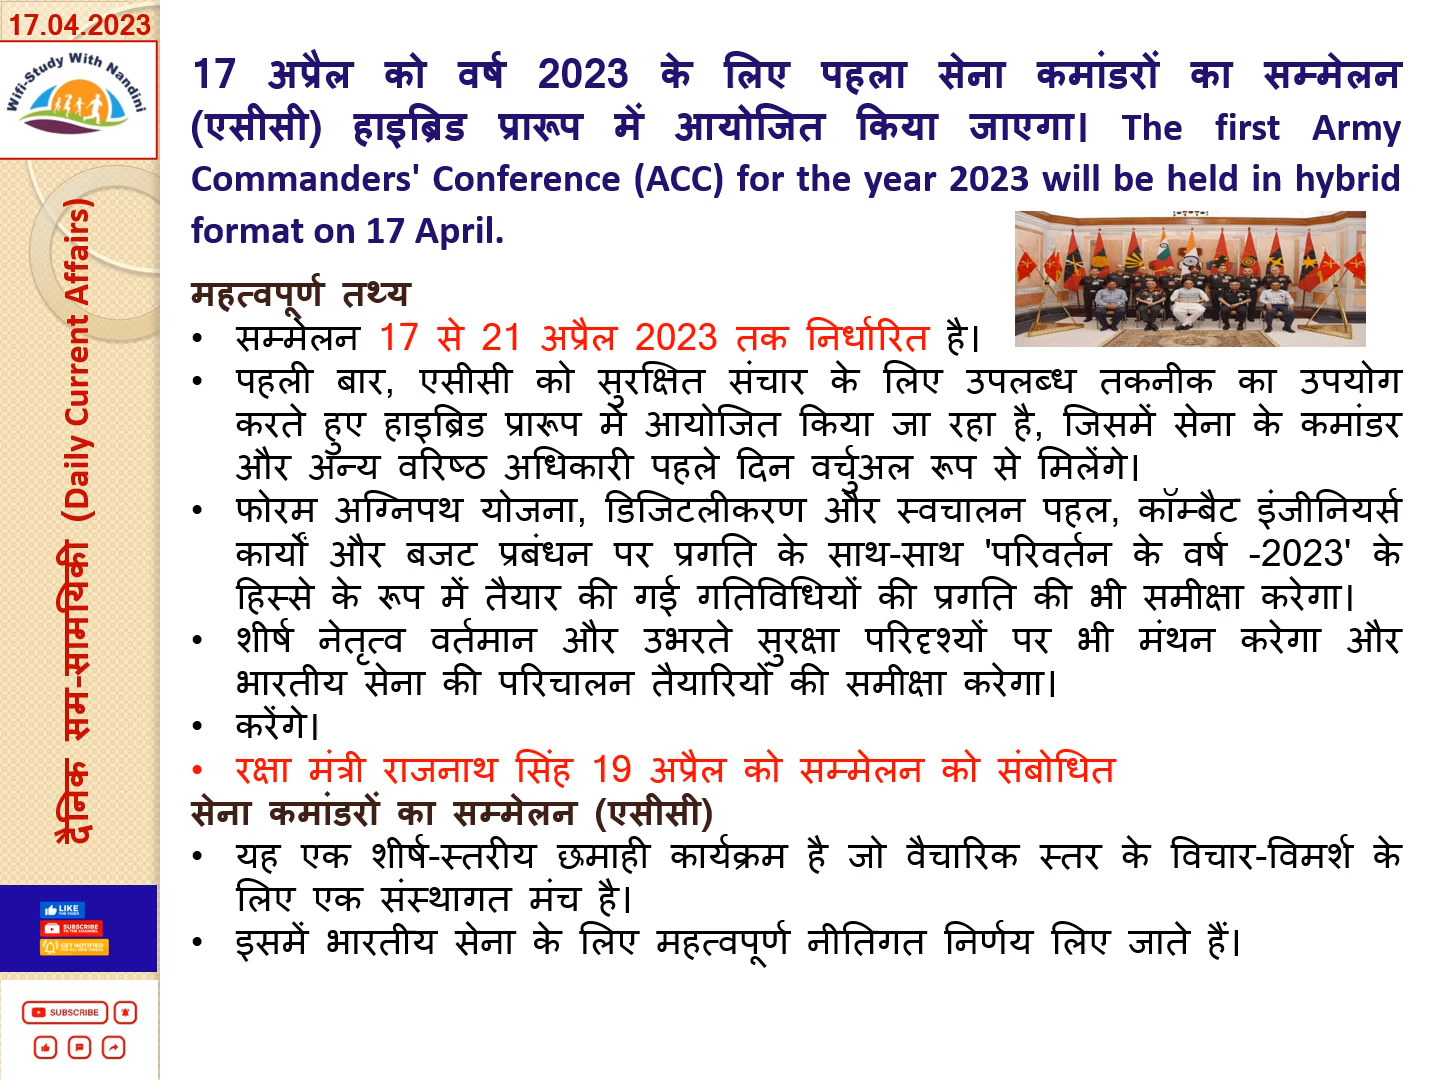 17.04.2023
Wifi-Study With Nandini
दैनिक सम-सामयिकी (Daily Current Affairs)
17 अप्रैल को वर्ष 2023 के लिए पहला सेना कमांडरों का सम्मेलन
(एसीसी) हाइब्रिड प्रारूप में आयोजित किया जाएगा। The first Army
Commanders' Conference (ACC) for the year 2023 will be held in hybrid
format on 17 April.
महत्वपूर्ण तथ्य
• सम्मेलन 17 से 21 अप्रैल 2023 तक निर्धारित है।
• पहली बार, एसीसी को सुरक्षित संचार के लिए उपलब्ध तकनीक का उपयोग
करते हुए हाइब्रिड प्रारूप में आयोजित किया जा रहा है, जिसमें सेना के कमांडर
और अन्य वरिष्ठ अधिकारी पहले दिन वर्चुअल रूप से मिलेंगे।
• फोरम अग्निपथ योजना, डिजिटलीकरण और स्वचालन पहल, कॉम्बैट इंजीनियर्स
कार्यों और बजट प्रबंधन पर प्रगति के साथ-साथ 'परिवर्तन के वर्ष -2023' के
हिस्से के रूप में तैयार की गई गतिविधियों की प्रगति की भी समीक्षा करेगा।
• शीर्ष नेतृत्व वर्तमान और उभरते सुरक्षा परिदृश्यों पर भी मंथन करेगा और
भारतीय सेना की परिचालन तैयारियों की समीक्षा करेगा।
• करेंगे।
• रक्षा मंत्री राजनाथ सिंह 19 अप्रैल को सम्मेलन को संबोधित
सेना कमांडरों का सम्मेलन (एसीसी)
• यह एक शीर्ष-स्तरीय छमाही कार्यक्रम है जो वैचारिक स्तर के विचार-विमर्श के
लिए एक संस्थागत मंच है।
• इसमें भारतीय सेना के लिए महत्वपूर्ण नीतिगत निर्णय लिए जाते हैं।
LIKE
THE VIDEO
SUBSCRIBE
TO THE CHANNEL
GET NOTIFIED
SUBSCRIBE